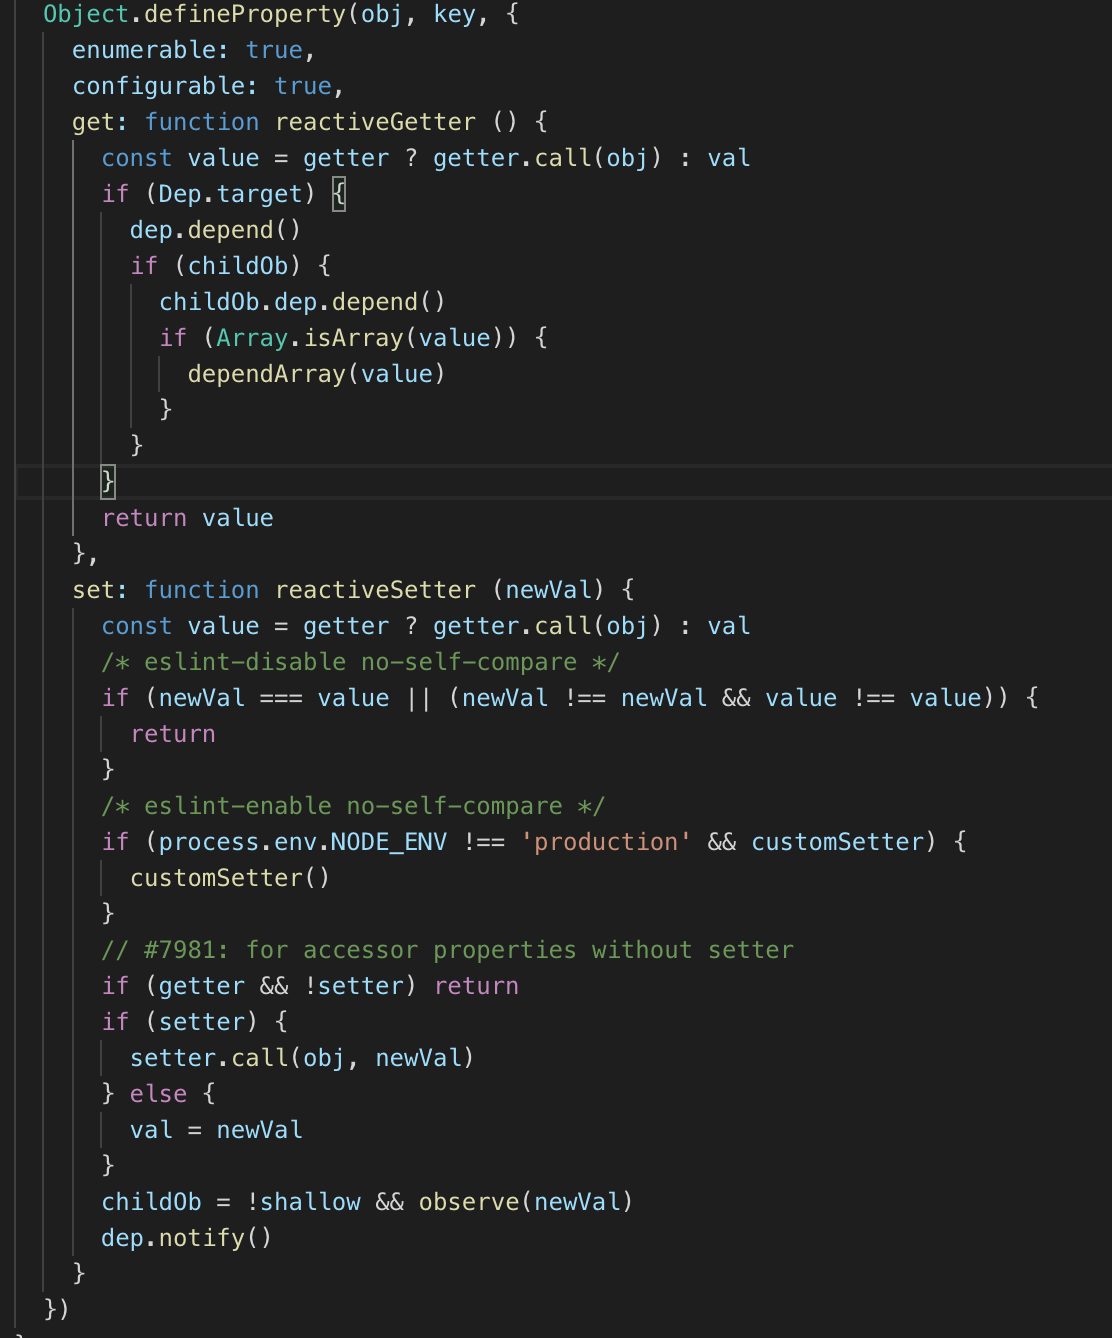 Object.defineProperty(obj, key, {
  enumerable: true,
  configurable: true,
  get: function reactiveGetter () {
    const value = getter ? getter.call(obj) : val
    if (Dep.target) {
      dep.depend()
      if (childOb) {
        childOb.dep.depend()
        if (Array.isArray(value)) {
          dependArray(value)
        }
      }
    }
    return value
  },
  set: function reactiveSetter (newVal) {
    const value = getter ? getter.call(obj) : val
    /* eslint-disable no-self-compare */
    if (newVal === value || (newVal !== newVal && value !== value)) {
      return
    }
    /* eslint-enable no-self-compare */
    if (process.env.NODE_ENV !== 'production' && customSetter) {
      customSetter()
    }
    // #7981: for accessor properties without setter
    if (getter && !setter) return
    if (setter) {
      setter.call(obj, newVal)
    } else {
      val = newVal
    }
    childOb = !shallow && observe(newVal)
    dep.notify()
  }
})